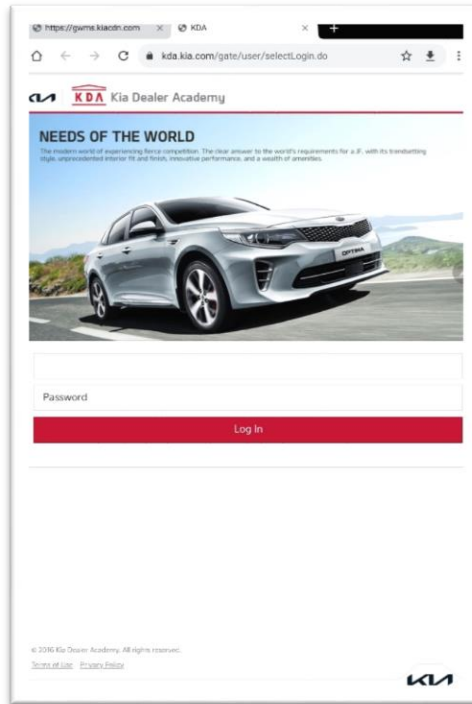 https://gwms.kiacdn.com
KDA
kda.kia.com/gate/user/selectLogin.do
KIA KDA Kia Dealer Academy
NEEDS OF THE WORLD
The modern world of experiencing fierce competition. The clear answer to the world's requirements for a JF, with its trendsetting
style, unprecedented interior fit and finish, innovative performance, and a wealth of amenities.
OPTIMA
Password
Log In
© 2016 Kia Dealer Academy. All rights reserved.
Terms of Use Privacy Policy
KIA